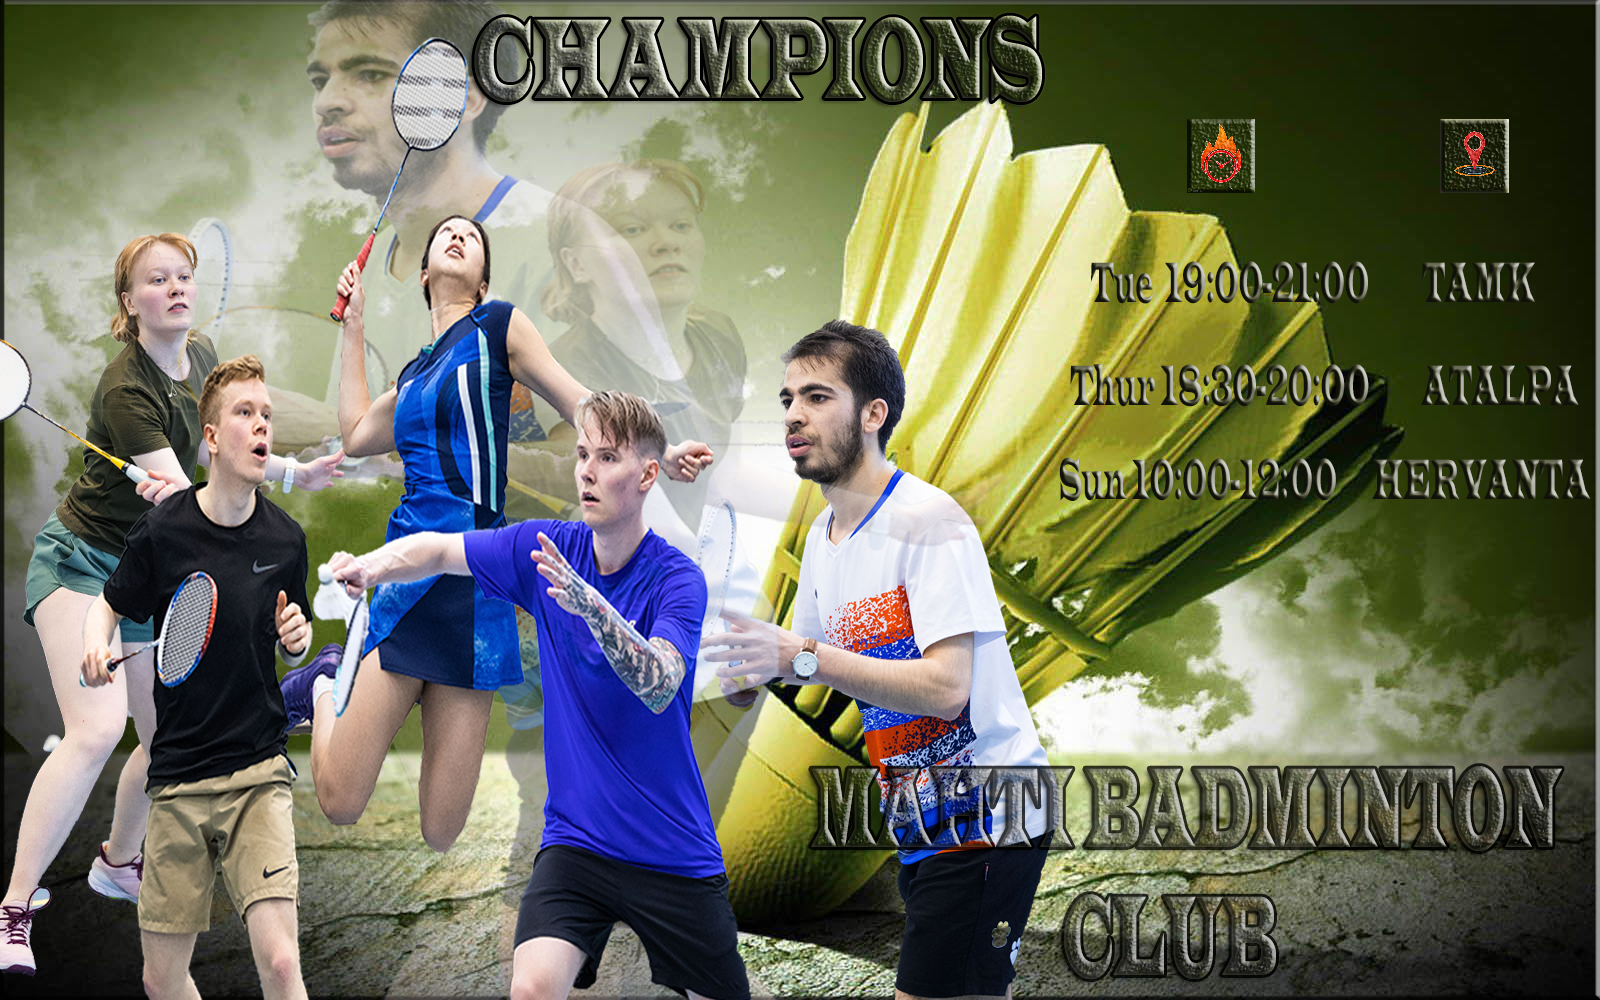 CHAMPIONS
Tue 19:00-21:00 TAMK
Thur 18:30-20:00 ATALPA
Sun 10:00-12:00 HERVANTA
MAHTI BADMINTON
CLUB